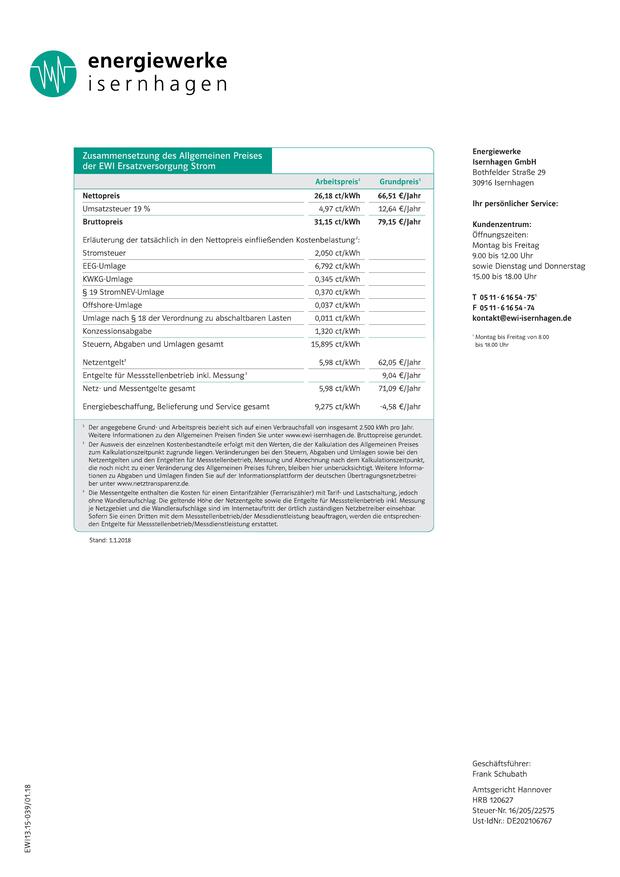 energiewerke
isernhagen
Zusammensetzung des Allgemeinen Preises
der EWI Ersatzversorgung Strom
Arbeitspreis¹ Grundpreis¹
Nettopreis 26,18 ct/kWh 66,51 €/Jahr
Umsatzsteuer 19 % 4,97 ct/kWh 12,64 €/Jahr
Bruttopreis 31,15 ct/kWh 79,15 €/Jahr
Erläuterung der tatsächlich in den Nettopreis einfließenden Kostenbelastung²:
Stromsteuer 2,050 ct/kWh
EEG-Umlage 6,792 ct/kWh
KWKG-Umlage 0,345 ct/kWh
§ 19 StromNEV-Umlage 0,370 ct/kWh
Offshore-Umlage 0,037 ct/kWh
Umlage nach § 18 der Verordnung zu abschaltbaren Lasten 0,011 ct/kWh
Konzessionsabgabe 1,320 ct/kWh
Steuern, Abgaben und Umlagen gesamt 15,895 ct/kWh
Netzentgelt³ 5,98 ct/kWh 62,05 €/Jahr
Entgelte für Messstellenbetrieb inkl. Messung³ 9,04 €/Jahr
Netz- und Messentgelte gesamt 5,98 ct/kWh 71,09 €/Jahr
Energiebeschaffung, Belieferung und Service gesamt 9,275 ct/kWh -4,58 €/Jahr
¹ Der angegebene Grund- und Arbeitspreis bezieht sich auf einen Verbrauchsfall von insgesamt 2.500 kWh pro Jahr.
Weitere Informationen zu den Allgemeinen Preisen finden Sie unter www.ewi-isernhagen.de. Bruttopreise gerundet.
² Der Ausweis der einzelnen Kostenbestandteile erfolgt mit den Werten, die der Kalkulation des Allgemeinen Preises
zum Kalkulationszeitpunkt zugrunde liegen. Veränderungen bei den Steuern, Abgaben und Umlagen sowie bei den
Netzentgelten und den Entgelten für Messstellenbetrieb, Messung und Abrechnung nach dem Kalkulationszeitpunkt,
die noch nicht zu einer Veränderung des Allgemeinen Preises führen, bleiben hier unberücksichtigt. Weitere Informa-
tionen zu Abgaben und Umlagen finden Sie auf der Informationsplattform der deutschen Übertragungsnetzbetrei-
ber unter www.netztransparenz.de.
³ Die Messentgelte enthalten die Kosten für einen Eintarifzähler (Ferrariszähler) mit Tarif- und Lastschaltung, jedoch
ohne Wandleraufschlag. Die geltende Höhe der Netzentgelte sowie die Entgelte für Messstellenbetrieb inkl. Messung
je Netzgebiet und die Wandleraufschläge sind im Internetauftritt der örtlich zuständigen Netzbetreiber einsehbar.
Sofern Sie einen Dritten mit dem Messstellenbetrieb/der Messdienstleistung beauftragen, werden die entsprechen-
den Entgelte für Messstellenbetrieb/Messdienstleistung erstattet.
Stand: 1.1.2018
Energiewerke
Isernhagen GmbH
Bothfelder Straße 29
30916 Isernhagen
Ihr persönlicher Service:
Kundenzentrum:
Öffnungszeiten:
Montag bis Freitag
9.00 bis 12.00 Uhr
sowie Dienstag und Donnerstag
15.00 bis 18.00 Uhr
T 05 11 - 6 16 54 - 75¹
F 05 11 - 6 16 54 - 74
kontakt@ewi-isernhagen.de
¹ Montag bis Freitag von 8.00
bis 18.00 Uhr
Geschäftsführer:
Frank Schubath
Amtsgericht Hannover
HRB 120627
Steuer-Nr. 16/205/22575
Ust-IdNr.: DE202106767
EWI13.15-039/01.18